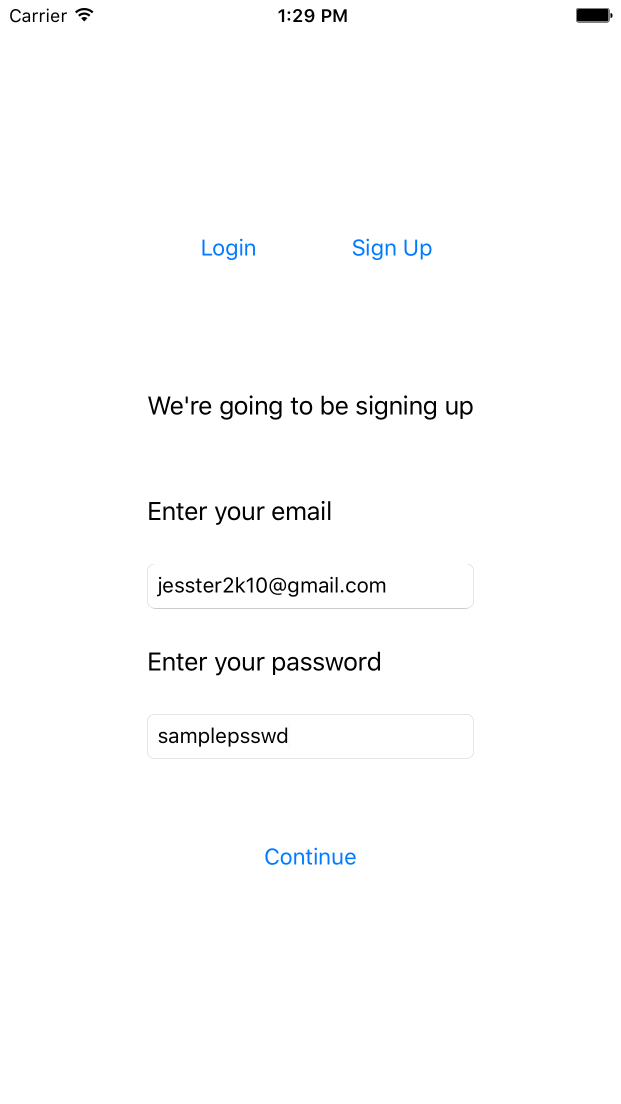 Carrier 1:29 PM
Login Sign Up
We're going to be signing up
Enter your email
jesster2k10@gmail.com
Enter your password
samplepsswd
Continue